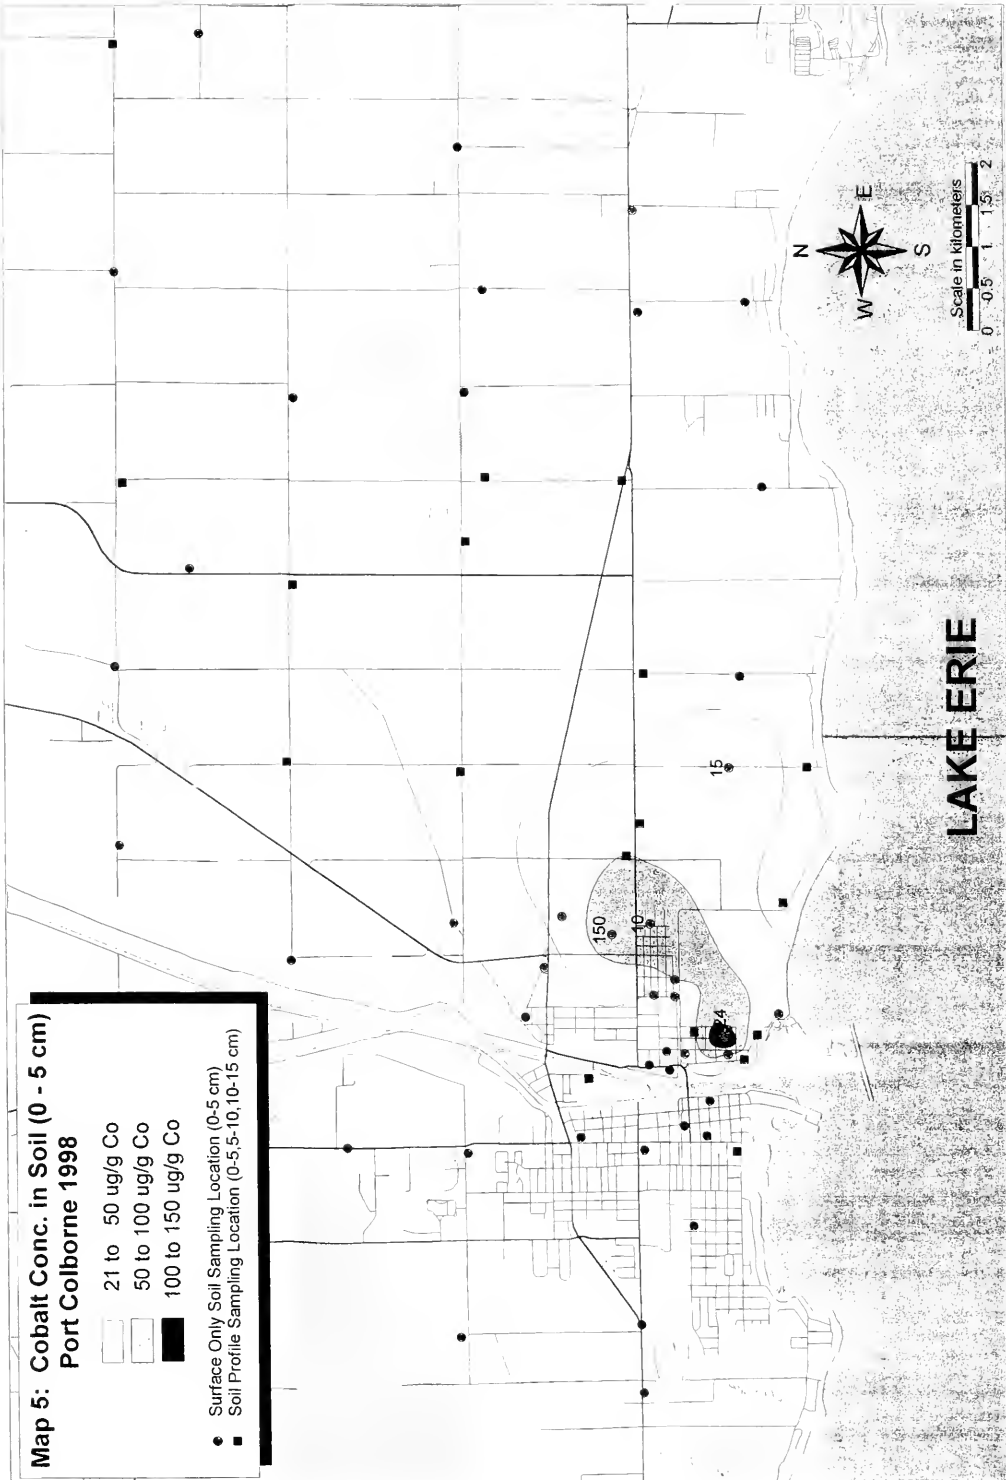 Map 5: Cobalt Conc. in Soil (0 - 5 cm)
Port Colborne 1998
21 to 50 ug/g Co
50 to 100 ug/g Co
100 to 150 ug/g Co
Surface Only Soil Sampling Location (0-5 cm)
Soil Profile Sampling Location (0-5,5-10,10-15 cm)
150
10
24
15
LAKE ERIE
N
W
E
S
Scale in kilometers
0 0.5 1 1.5 2